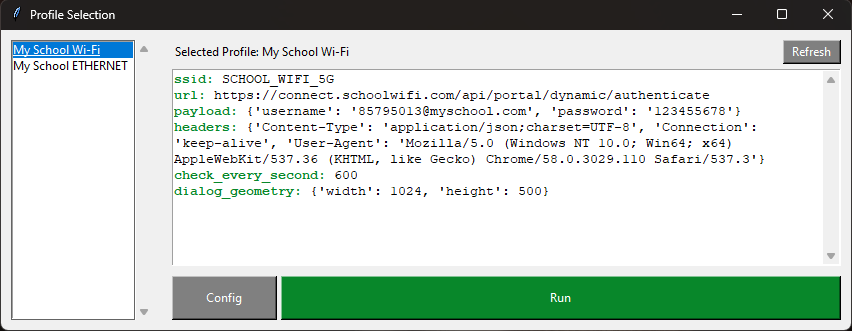 Profile Selection
My School Wi-Fi
My School ETHERNET
Selected Profile: My School Wi-Fi
Refresh
ssid: SCHOOL_WIFI_5G
url: https://connect.schoolwifi.com/api/portal/dynamic/authenticate
payload: {'username': '85795013@myschool.com', 'password': '123455678'}
headers: {'Content-Type': 'application/json;charset=UTF-8', 'Connection':
'keep-alive', 'User-Agent': 'Mozilla/5.0 (Windows NT 10.0; Win64; x64)
AppleWebKit/537.36 (KHTML, like Gecko) Chrome/58.0.3029.110 Safari/537.3'}
check_every_second: 600
dialog_geometry: {'width': 1024, 'height': 500}
Config
Run